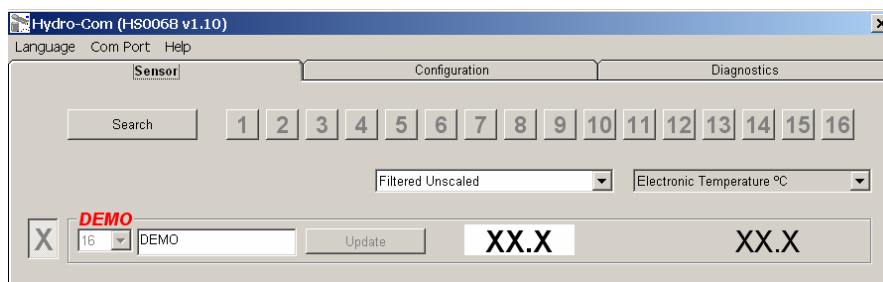 Hydro-Com (HS0068 v1.10)
Language Com Port Help
Sensor Configuration Diagnostics
Search 1 2 3 4 5 6 7 8 9 10 11 12 13 14 15 16
Filtered Unscaled Electronic Temperature ºC
DEMO
X 16 DEMO Update XX.X XX.X